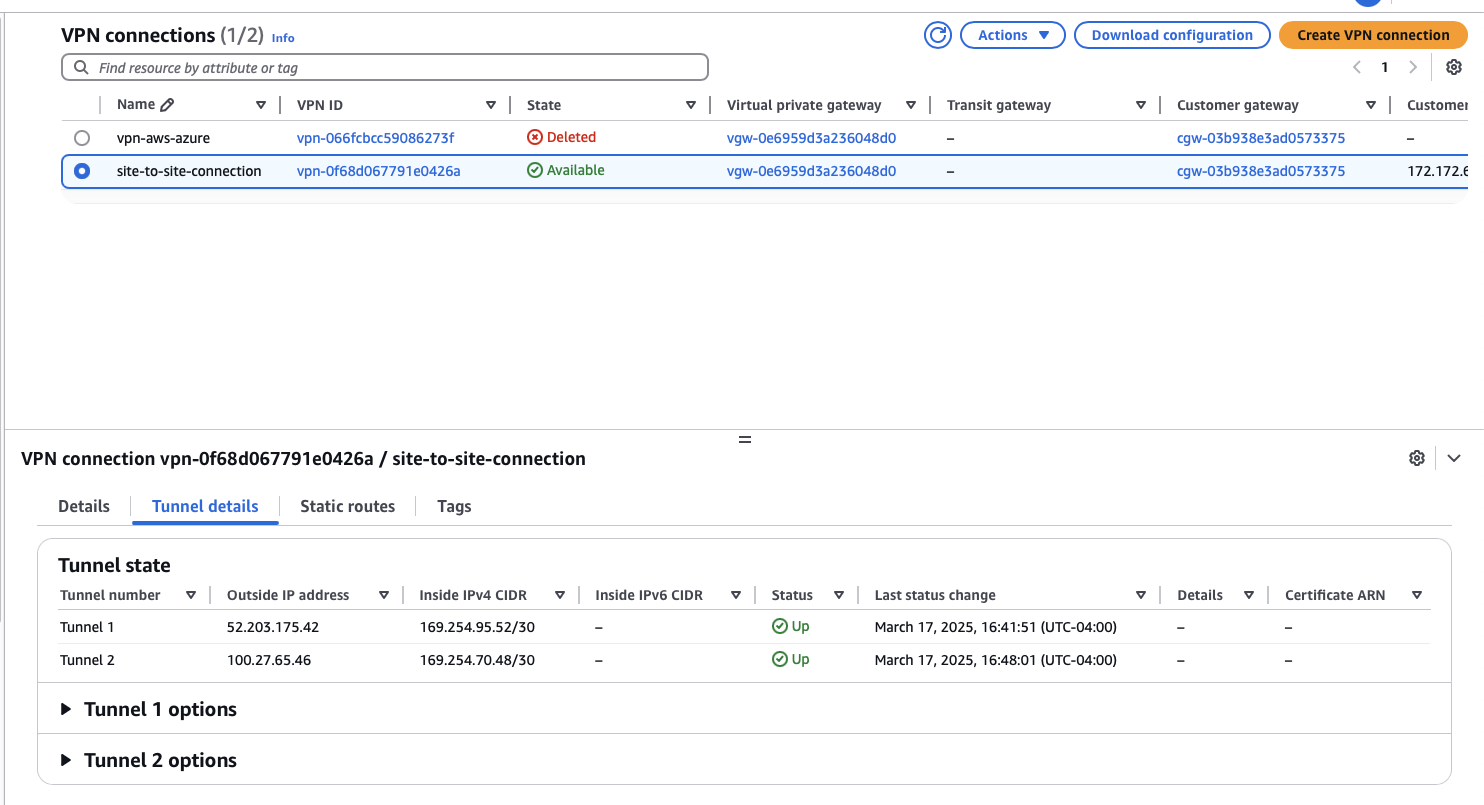 VPN connections (1/2) Info
Actions Download configuration Create VPN connection
Find resource by attribute or tag
1
Name VPN ID State Virtual private gateway Transit gateway Customer gateway Customer
vpn-aws-azure vpn-066fcbcc59086273f Deleted vgw-0e6959d3a236048d0 – cgw-03b938e3ad0573375 –
site-to-site-connection vpn-0f68d067791e0426a Available vgw-0e6959d3a236048d0 – cgw-03b938e3ad0573375 172.172.6
VPN connection vpn-0f68d067791e0426a / site-to-site-connection
Details Tunnel details Static routes Tags
Tunnel state
Tunnel number Outside IP address Inside IPv4 CIDR Inside IPv6 CIDR Status Last status change Details Certificate ARN
Tunnel 1 52.203.175.42 169.254.95.52/30 – Up March 17, 2025, 16:41:51 (UTC-04:00) – –
Tunnel 2 100.27.65.46 169.254.70.48/30 – Up March 17, 2025, 16:48:01 (UTC-04:00) – –
Tunnel 1 options
Tunnel 2 options